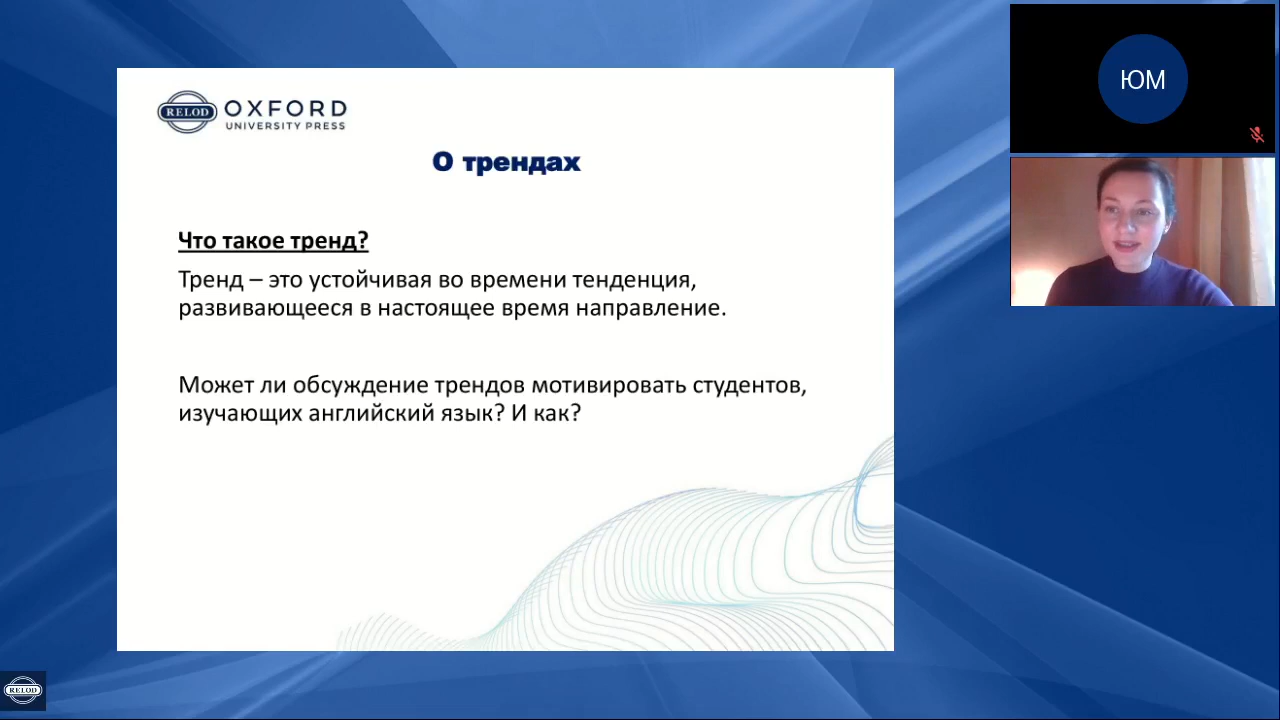 RELOD
OXFORD
UNIVERSITY PRESS
О трендах
Что такое тренд?
Тренд – это устойчивая во времени тенденция,
развивающееся в настоящее время направление.
Может ли обсуждение трендов мотивировать студентов,
изучающих английский язык? И как?
ЮМ
RELOD